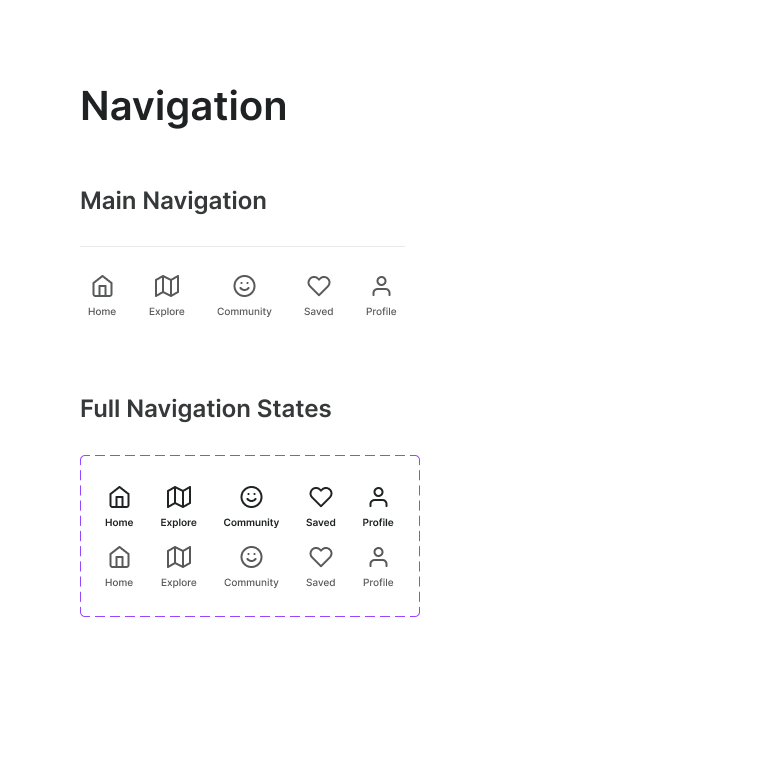 Navigation
Main Navigation
Home Explore Community Saved Profile
Full Navigation States
Home Explore Community Saved Profile
Home Explore Community Saved Profile